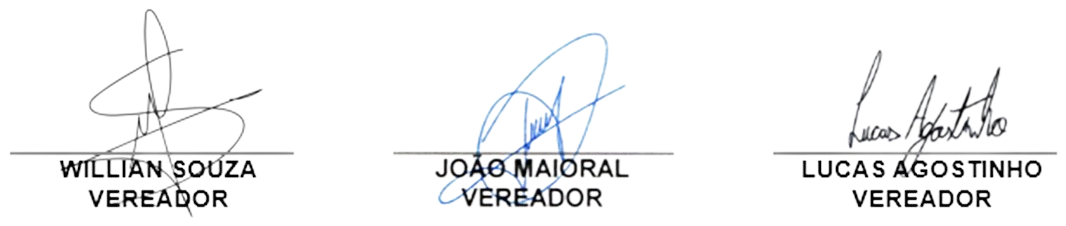 Lucas Agostinho
WILLIAN SOUZA
VEREADOR
JOÃO MAIORAL
VEREADOR
LUCAS AGOSTINHO
VEREADOR